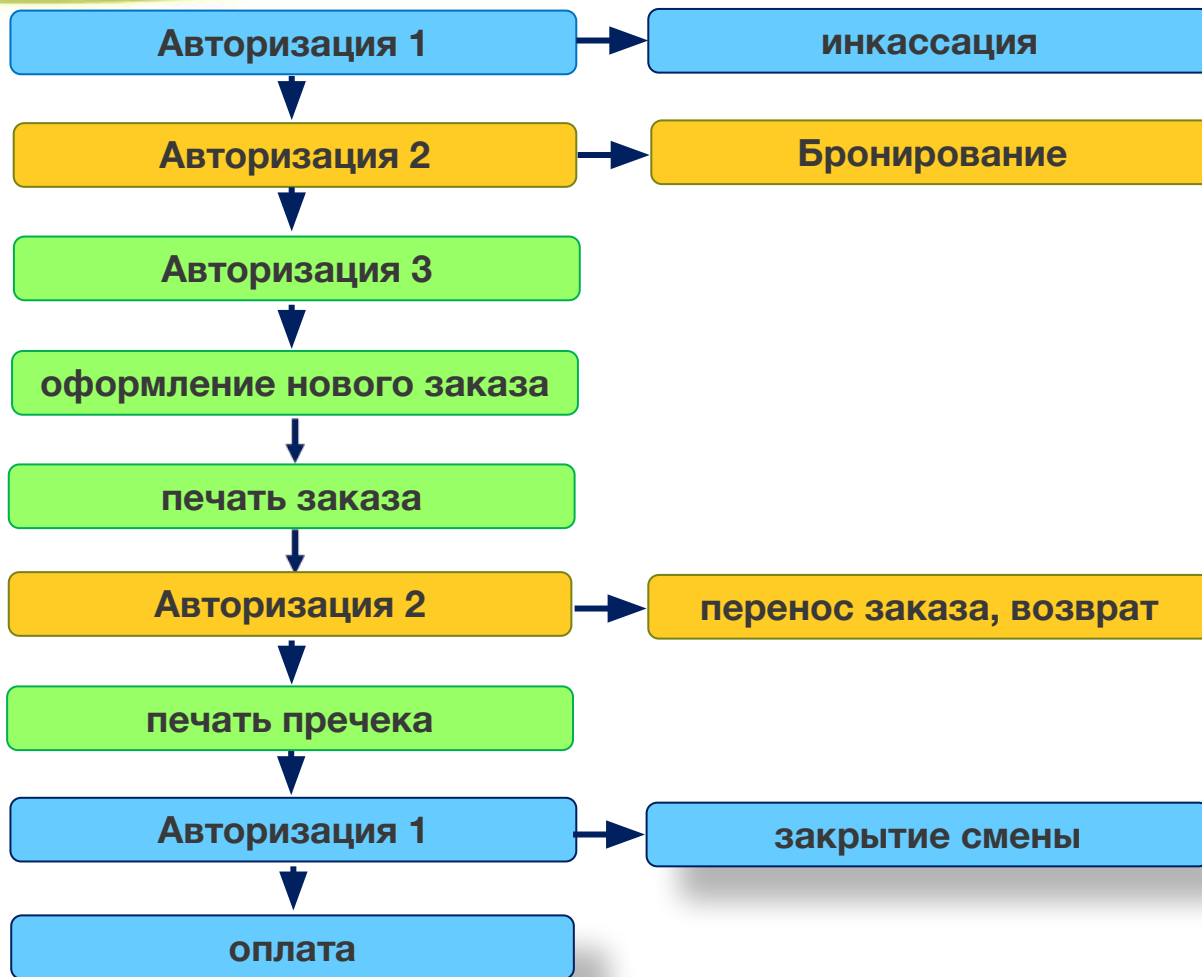 Авторизация 1
инкассация
Авторизация 2
Бронирование
Авторизация 3
оформление нового заказа
печать заказа
Авторизация 2
перенос заказа, возврат
печать пречека
Авторизация 1
закрытие смены
оплата